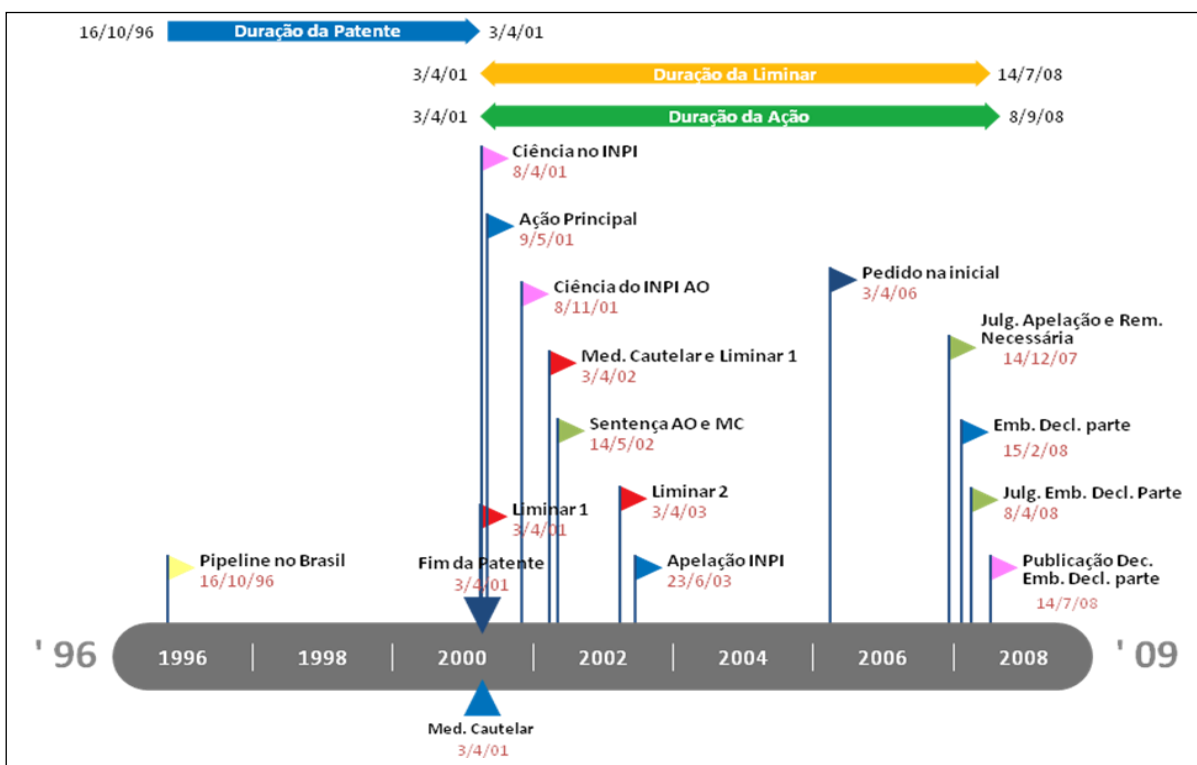 16/10/96 Duração da Patente 3/4/01
3/4/01 Duração da Liminar 14/7/08
3/4/01 Duração da Ação 8/9/08
Ciência no INPI
8/4/01
Ação Principal
9/5/01
Ciência do INPI AO
8/11/01
Med. Cautelar e Liminar 1
3/4/02
Sentença AO e MC
14/5/02
Liminar 1
3/4/01
Liminar 2
3/4/03
Apelação INPI
23/6/03
Pedido na inicial
3/4/06
Julg. Apelação e Rem.
Necessária
14/12/07
Emb. Decl. parte
15/2/08
Julg. Emb. Decl. Parte
8/4/08
Publicação Dec.
Emb. Decl. parte
14/7/08
Pipeline no Brasil
16/10/96
Fim da Patente
3/4/01
' 96 1996 1998 2000 2002 2004 2006 2008 ' 09
Med. Cautelar
3/4/01